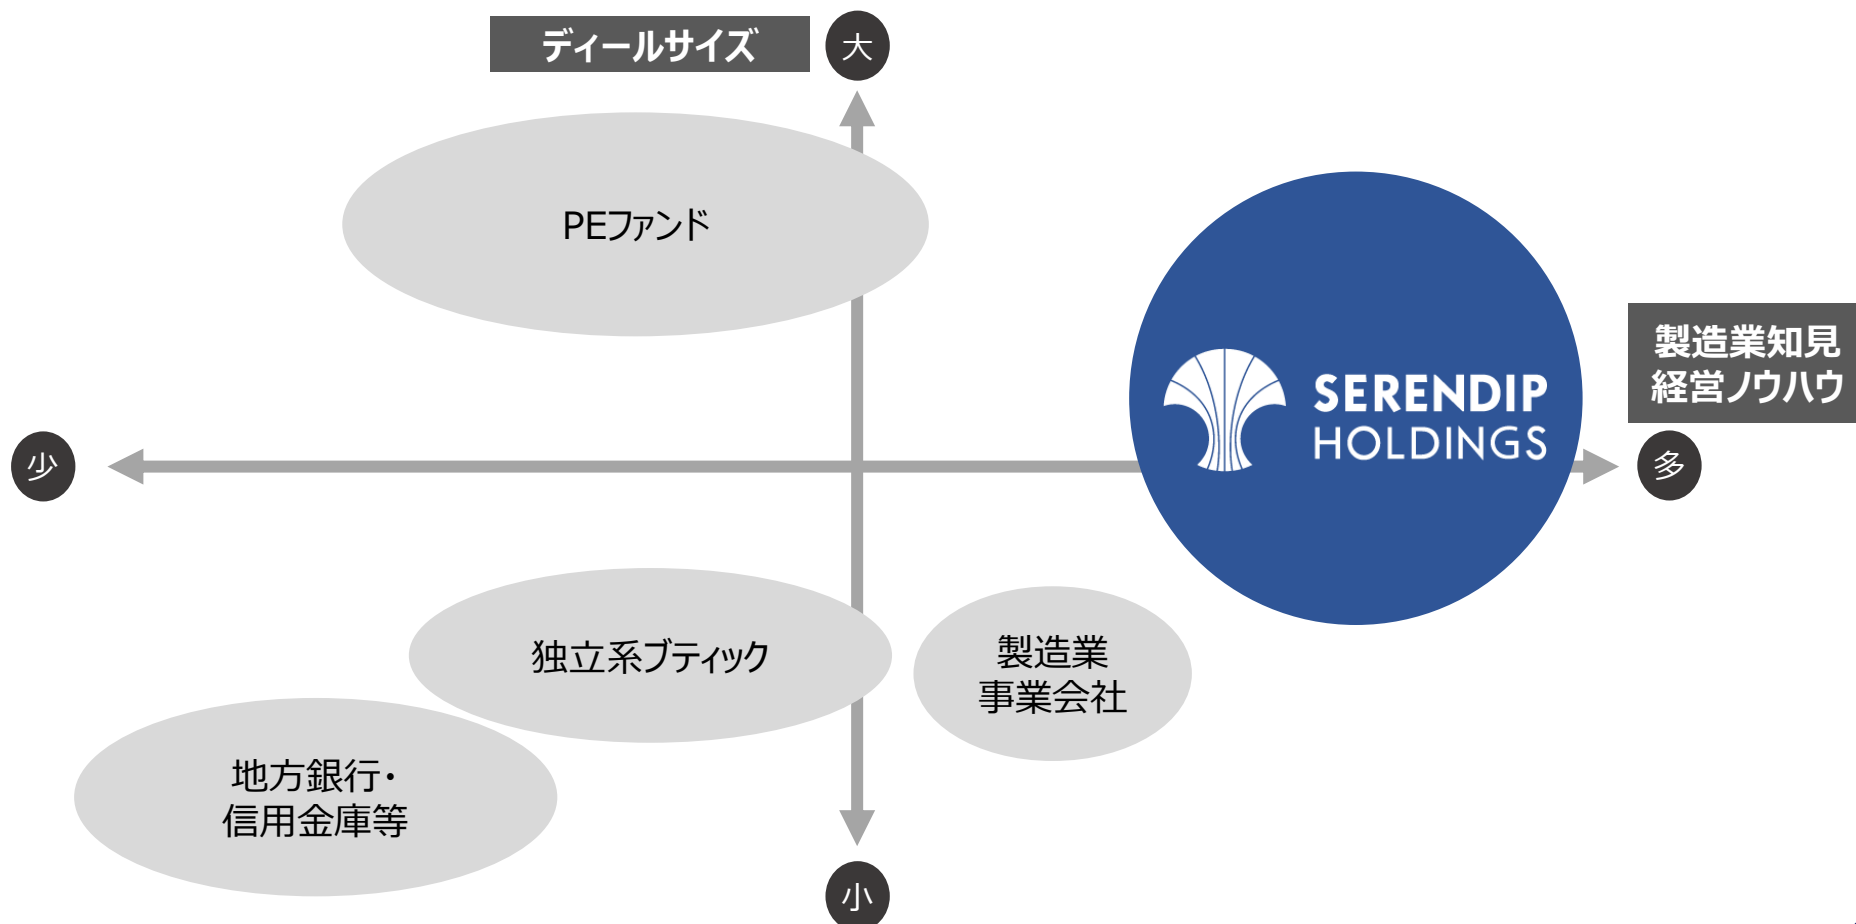 ディールサイズ
大
PEファンド
製造業知見
経営ノウハウ
SERENDIP
HOLDINGS
少
多
独立系ブティック
製造業
事業会社
地方銀行・
信用金庫等
小